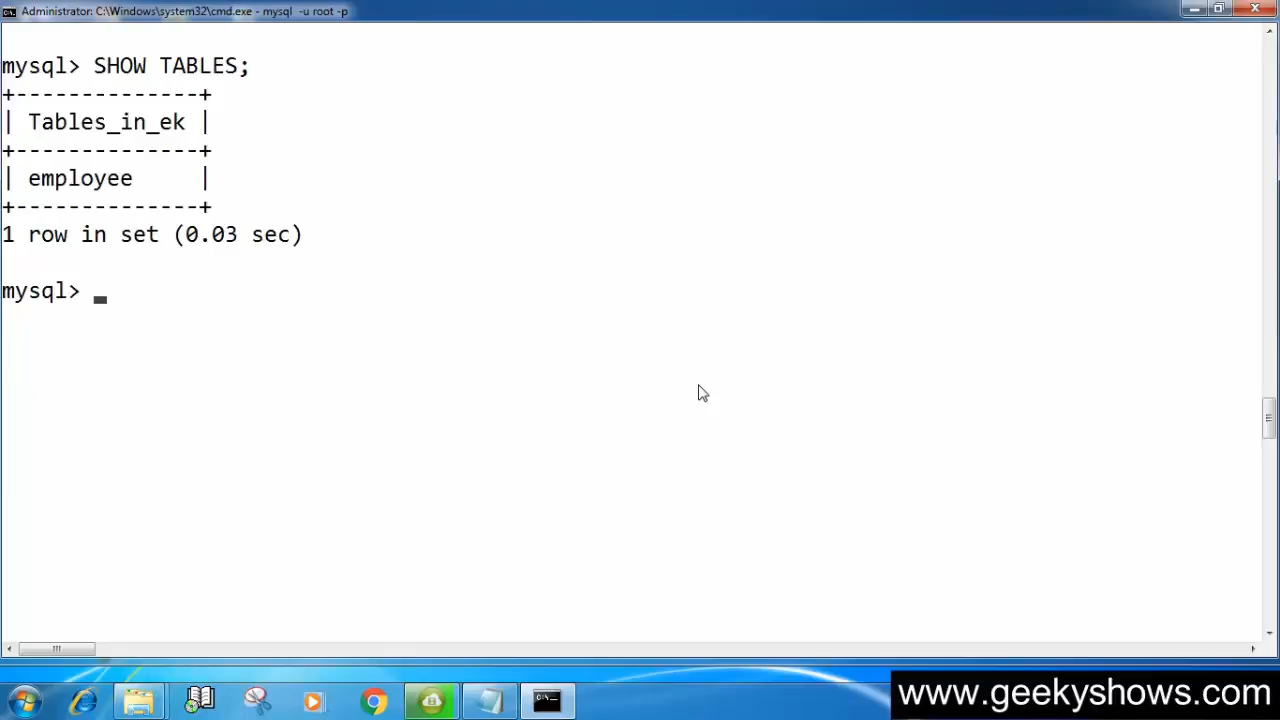 Administrator: C:\Windows\system32\cmd.exe - mysql -u root -p
mysql> SHOW TABLES;
+--------------+
| Tables_in_ek |
+--------------+
| employee     |
+--------------+
1 row in set (0.03 sec)
mysql> _
www.geekyshows.com